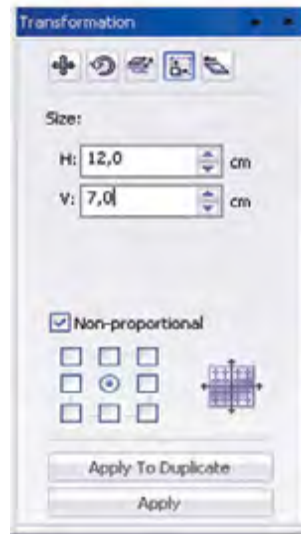 Transformation
Size:
H: 12,0 cm
V: 7,0 cm
Non-proportional
Apply To Duplicate
Apply